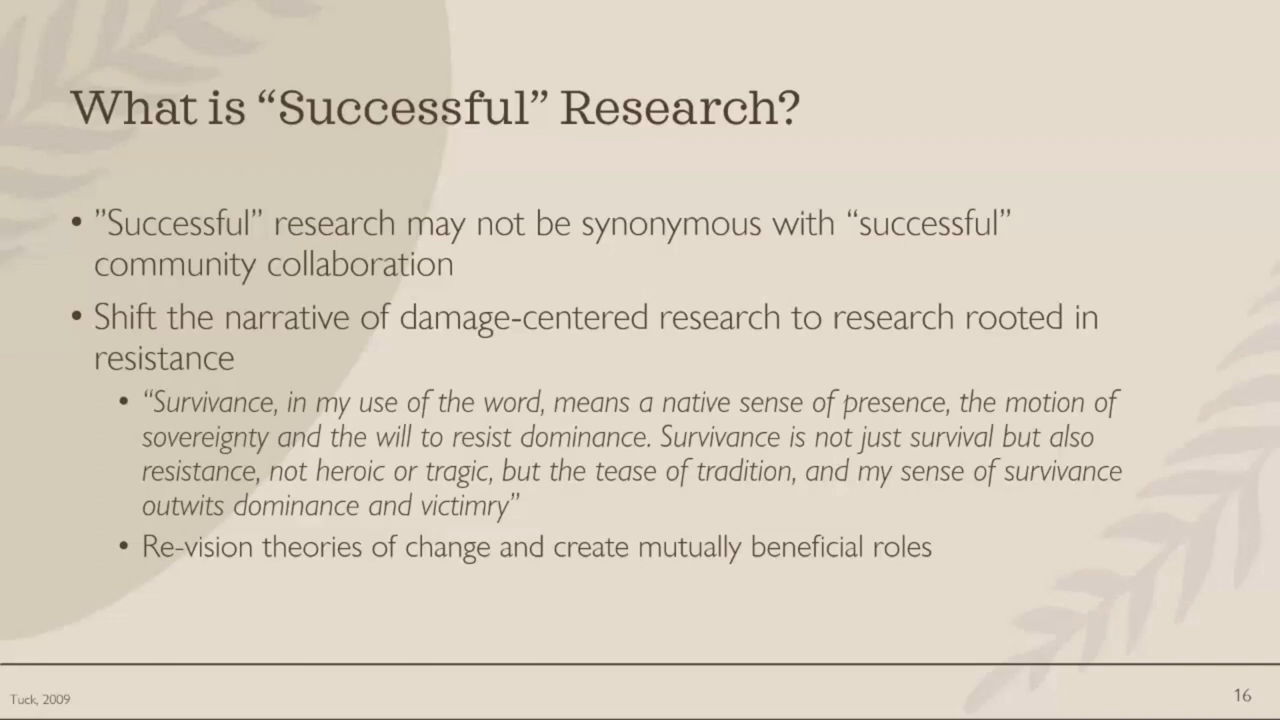 What is “Successful” Research?
• ”Successful” research may not be synonymous with “successful”
community collaboration
• Shift the narrative of damage-centered research to research rooted in
resistance
• “Survivance, in my use of the word, means a native sense of presence, the motion of
sovereignty and the will to resist dominance. Survivance is not just survival but also
resistance, not heroic or tragic, but the tease of tradition, and my sense of survivance
outwits dominance and victimry”
• Re-vision theories of change and create mutually beneficial roles
Tuck, 2009
16